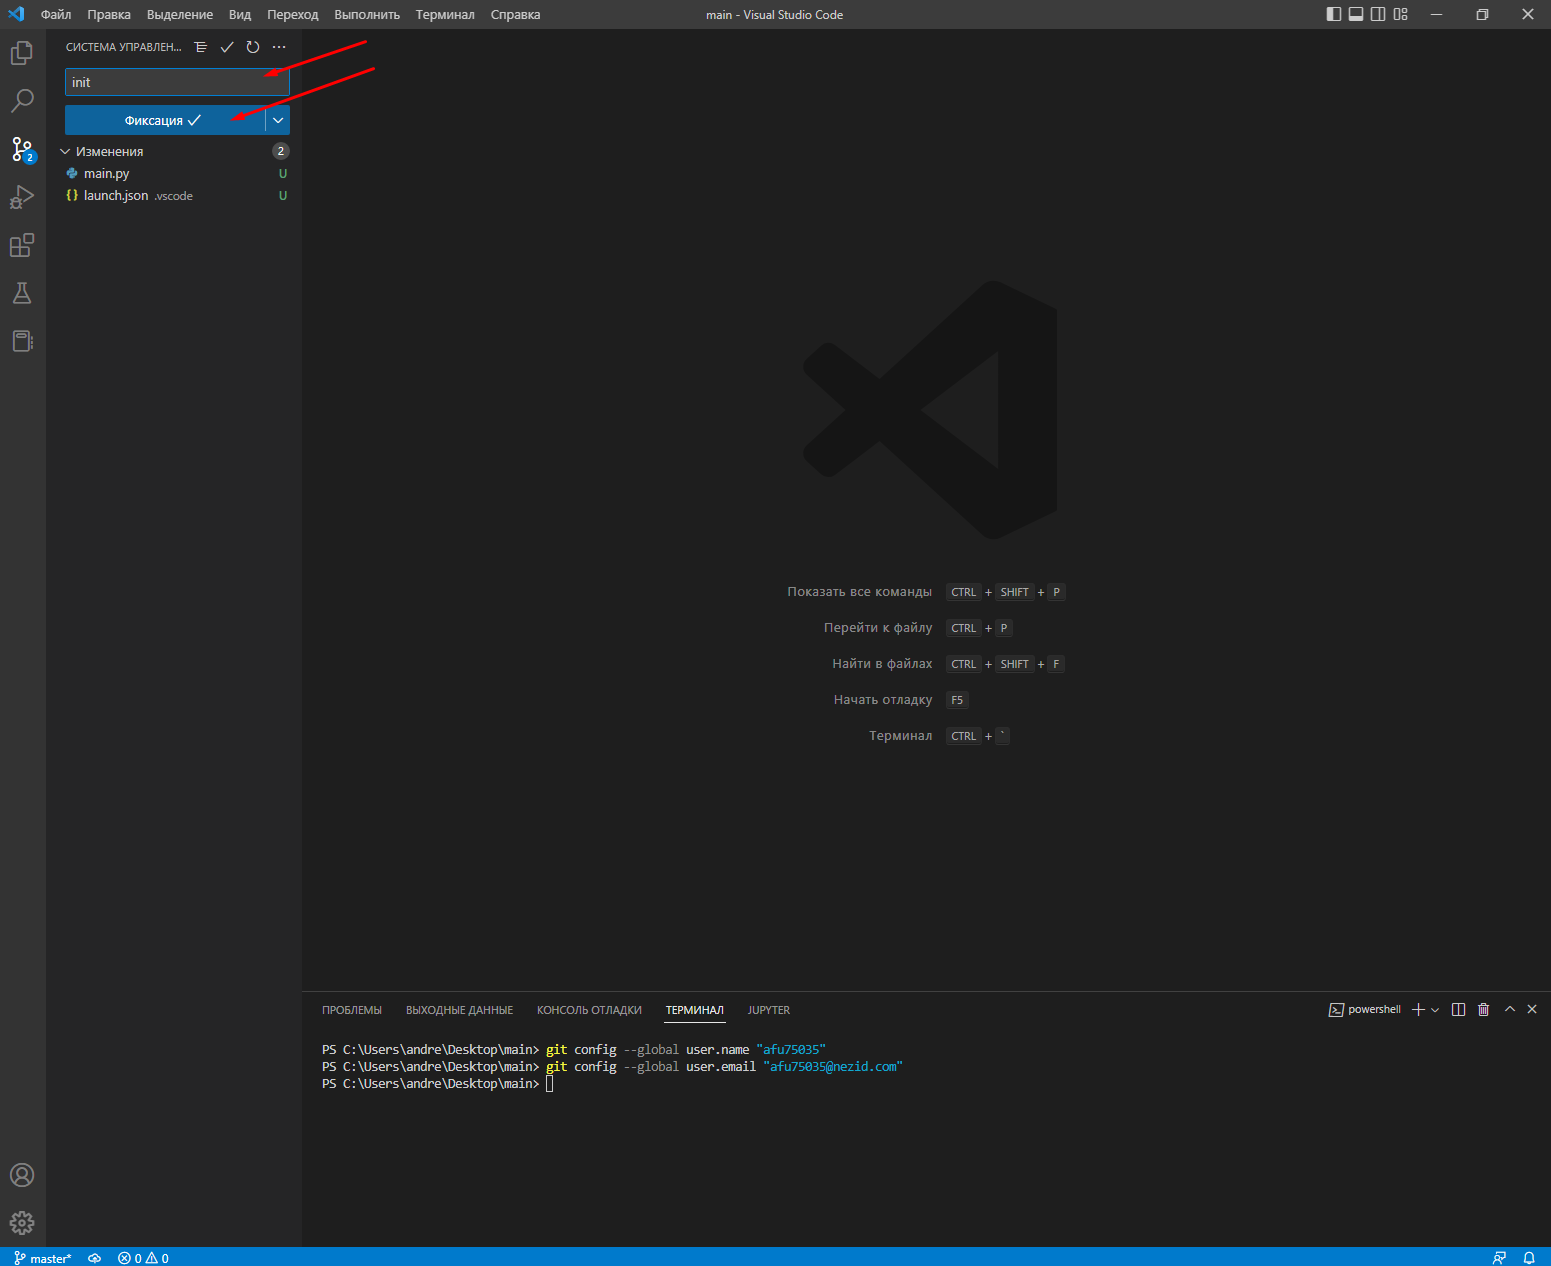 Файл Правка Выделение Вид Переход Выполнить Терминал Справка
main - Visual Studio Code
СИСТЕМА УПРАВЛЕН...
init
Фиксация
Изменения 2
main.py U
launch.json .vscode U
2
Показать все команды CTRL + SHIFT + P
Перейти к файлу CTRL + P
Найти в файлах CTRL + SHIFT + F
Начать отладку F5
Терминал CTRL + `
ПРОБЛЕМЫ ВЫХОДНЫЕ ДАННЫЕ КОНСОЛЬ ОТЛАДКИ ТЕРМИНАЛ JUPYTER
powershell
PS C:\Users\andre\Desktop\main> git config --global user.name "afu75035"
PS C:\Users\andre\Desktop\main> git config --global user.email "afu75035@nezid.com"
PS C:\Users\andre\Desktop\main>
master* 0 0